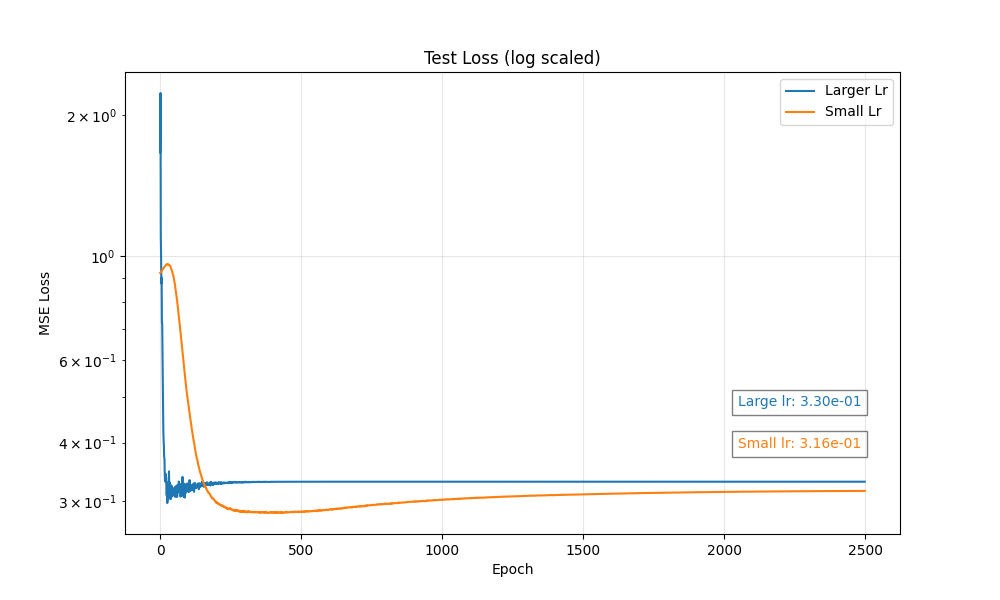 Test Loss (log scaled)
Larger Lr
Small Lr
2 × 10⁰
10⁰
6 × 10⁻¹
4 × 10⁻¹
3 × 10⁻¹
MSE Loss
Large lr: 3.30e-01
Small lr: 3.16e-01
0 500 1000 1500 2000 2500
Epoch